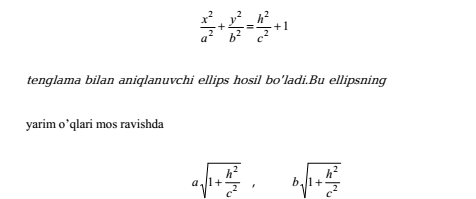 x²/a² + y²/b² = h²/c² + 1
tenglama bilan aniqlanuvchi ellips hosil bo'ladi.Bu ellipsning
yarim o’qlari mos ravishda
a√(1+h²/c²) , b√(1+h²/c²)